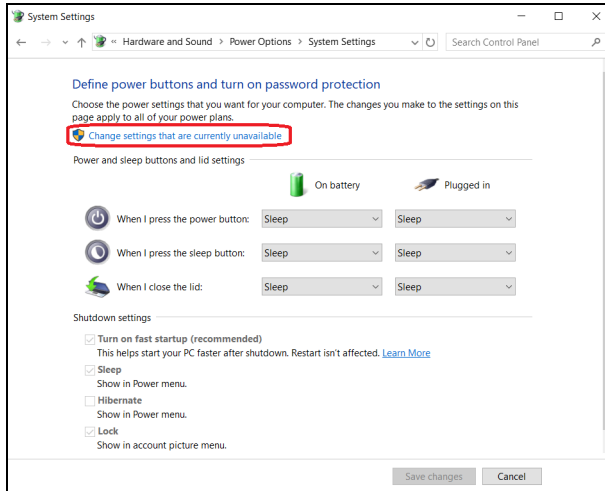 System Settings
« Hardware and Sound > Power Options > System Settings
Search Control Panel
Define power buttons and turn on password protection
Choose the power settings that you want for your computer. The changes you make to the settings on this
page apply to all of your power plans.
Change settings that are currently unavailable
Power and sleep buttons and lid settings
On battery Plugged in
When I press the power button: Sleep Sleep
When I press the sleep button: Sleep Sleep
When I close the lid: Sleep Sleep
Shutdown settings
Turn on fast startup (recommended)
This helps start your PC faster after shutdown. Restart isn't affected. Learn More
Sleep
Show in Power menu.
Hibernate
Show in Power menu.
Lock
Show in account picture menu.
Save changes Cancel